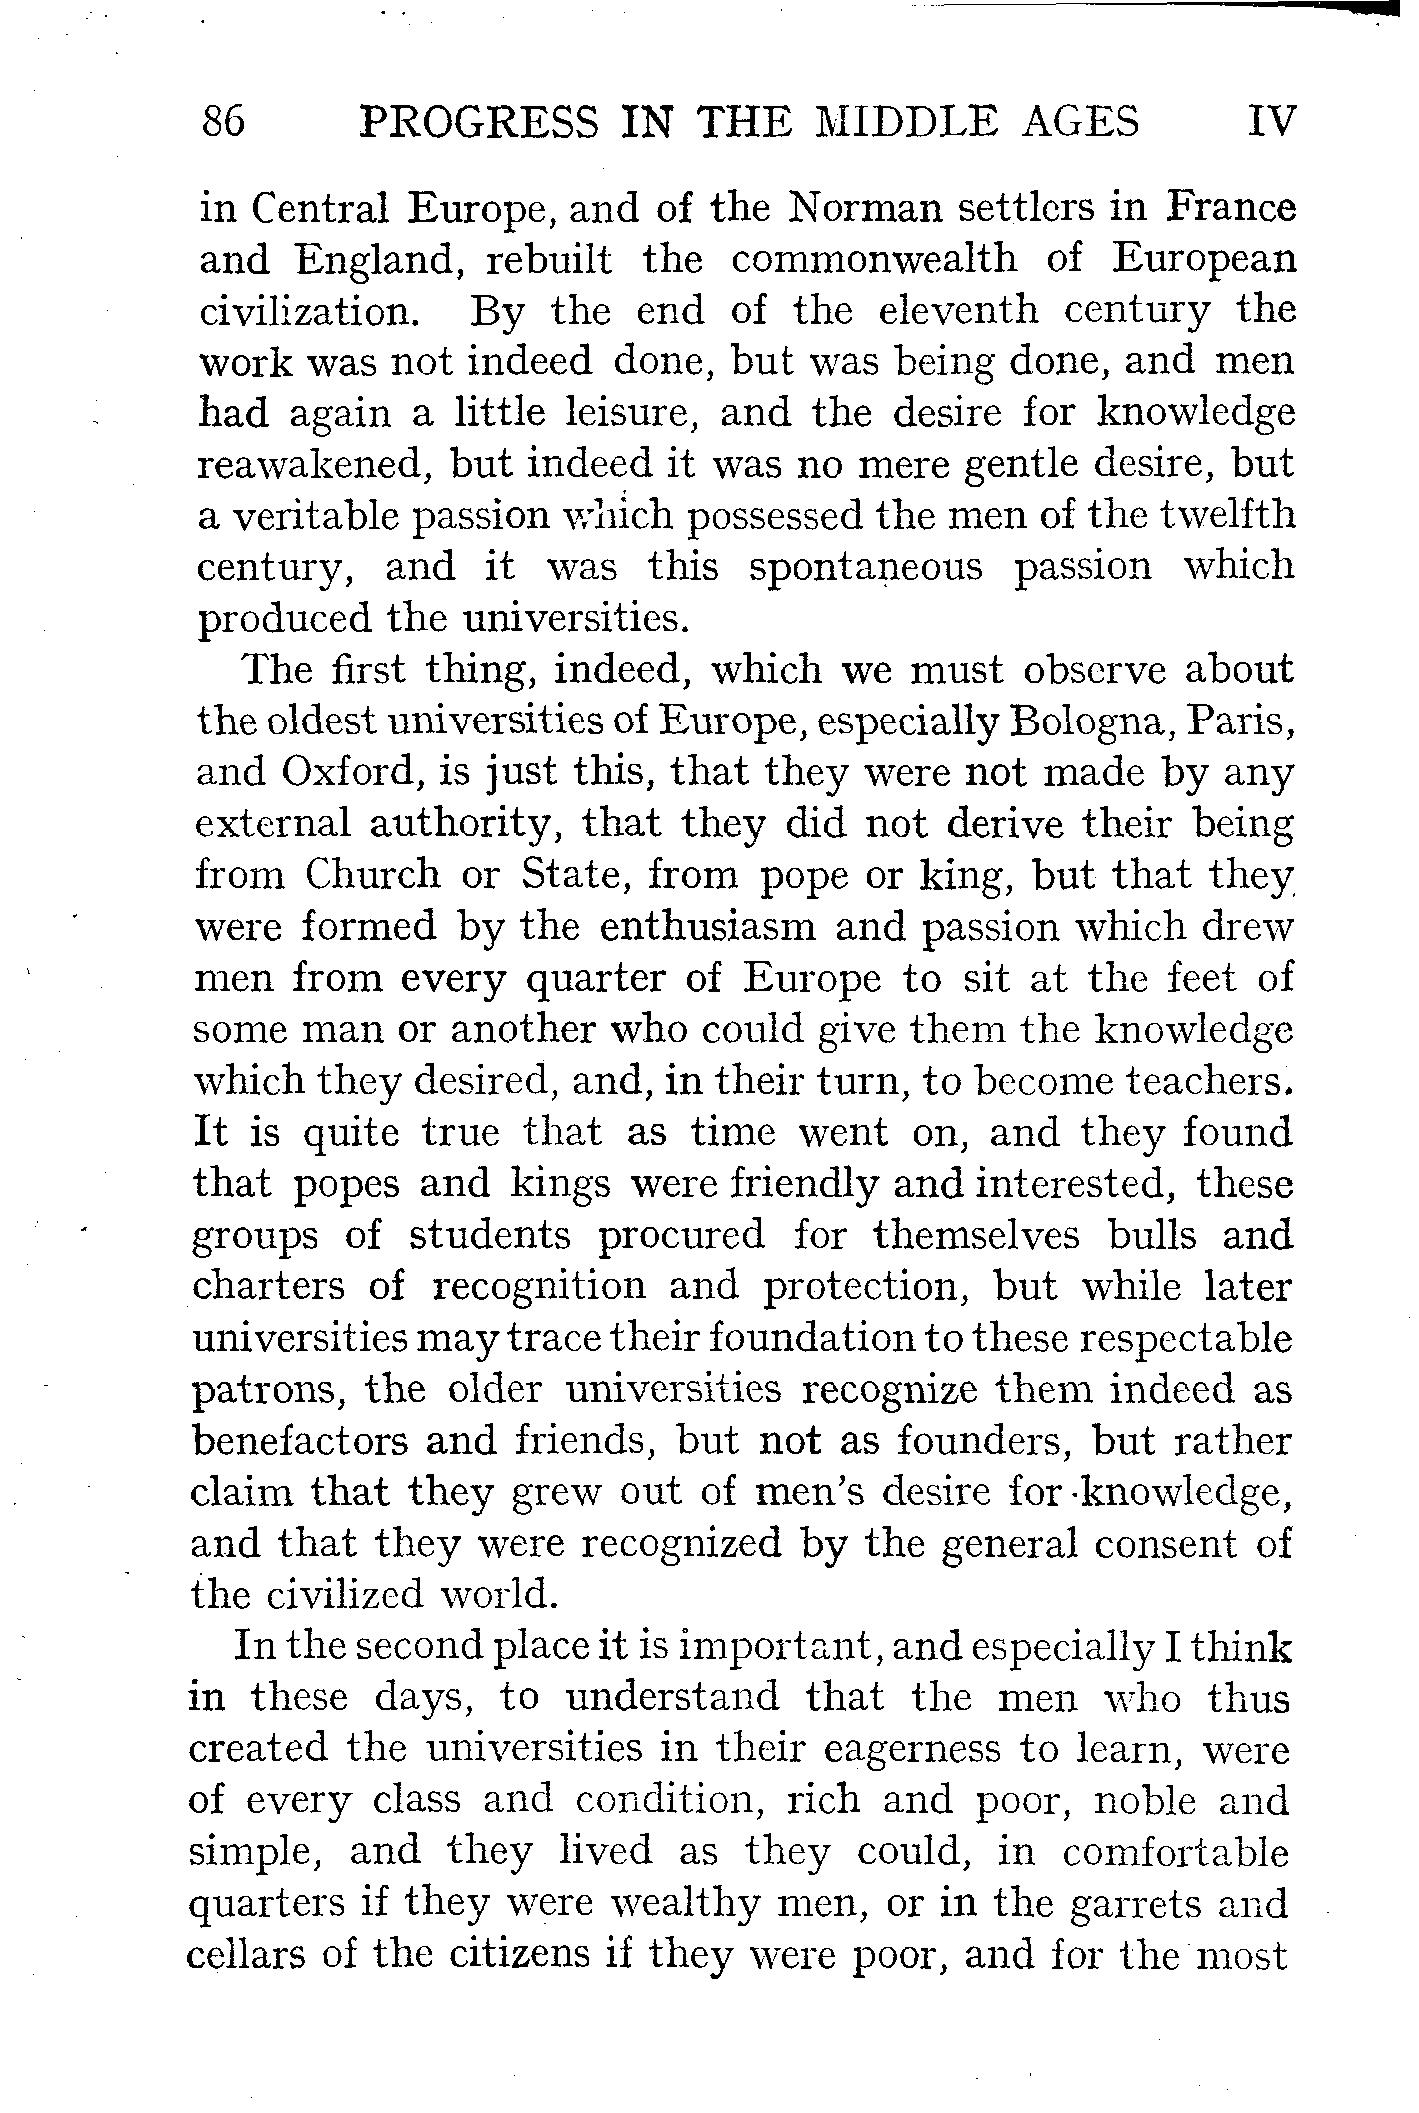 86 PROGRESS IN THE MIDDLE AGES IV
in Central Europe, and of the Norman settlers in France
and England, rebuilt the commonwealth of European
civilization. By the end of the eleventh century the
work was not indeed done, but was being done, and men
had again a little leisure, and the desire for knowledge
reawakened, but indeed it was no mere gentle desire, but
a veritable passion which possessed the men of the twelfth
century, and it was this spontaneous passion which
produced the universities.
The first thing, indeed, which we must observe about
the oldest universities of Europe, especially Bologna, Paris,
and Oxford, is just this, that they were not made by any
external authority, that they did not derive their being
from Church or State, from pope or king, but that they
were formed by the enthusiasm and passion which drew
men from every quarter of Europe to sit at the feet of
some man or another who could give them the knowledge
which they desired, and, in their turn, to become teachers.
It is quite true that as time went on, and they found
that popes and kings were friendly and interested, these
groups of students procured for themselves bulls and
charters of recognition and protection, but while later
universities may trace their foundation to these respectable
patrons, the older universities recognize them indeed as
benefactors and friends, but not as founders, but rather
claim that they grew out of men's desire for knowledge,
and that they were recognized by the general consent of
the civilized world.
In the second place it is important, and especially I think
in these days, to understand that the men who thus
created the universities in their eagerness to learn, were
of every class and condition, rich and poor, noble and
simple, and they lived as they could, in comfortable
quarters if they were wealthy men, or in the garrets and
cellars of the citizens if they were poor, and for the most